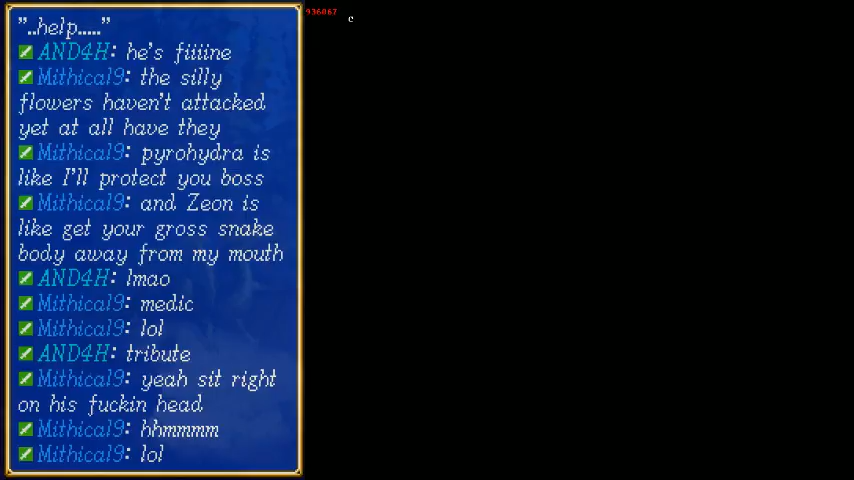 "..help....."
AND4H: he's fiiiine
Mithical9: the silly
flowers haven't attacked
yet at all have they
Mithical9: pyrohydra is
like I'll protect you boss
Mithical9: and Zeon is
like get your gross snake
body away from my mouth
AND4H: lmao
Mithical9: medic
Mithical9: lol
AND4H: tribute
Mithical9: yeah sit right
on his fuckin head
Mithical9: hhmmmm
Mithical9: lol
936067
c